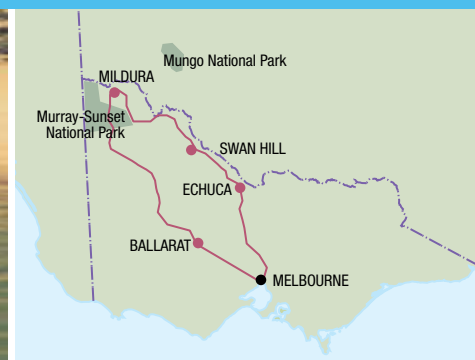 Mungo National Park
MILDURA
Murray-Sunset
National Park
SWAN HILL
ECHUCA
BALLARAT
MELBOURNE